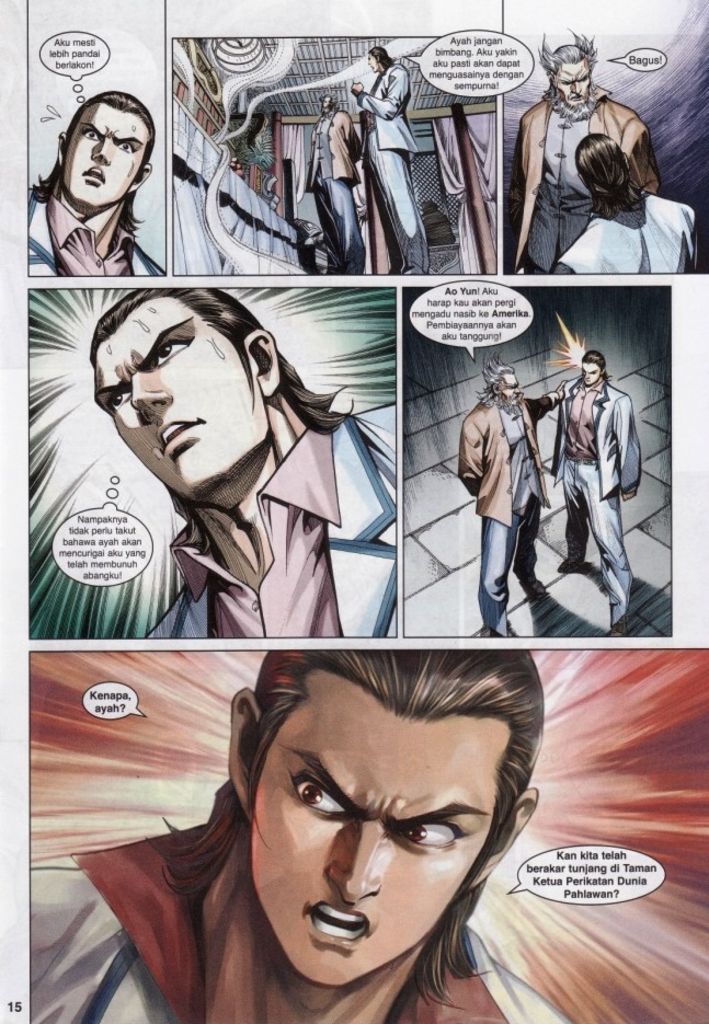 Aku mesti
lebih pandai
berlakon!
Ayah jangan
bimbang. Aku yakin
aku pasti akan dapat
menguasainya dengan
sempurna!
Bagus!
Nampaknya
tidak perlu takut
bahawa ayah akan
mencurigai aku yang
telah membunuh
abangku!
Ao Yun! Aku
harap kau akan pergi
mengadu nasib ke Amerika.
Pembiayaannya akan
aku tanggung!
Kenapa,
ayah?
Kan kita telah
berakar tunjang di Taman
Ketua Perikatan Dunia
Pahlawan?
15